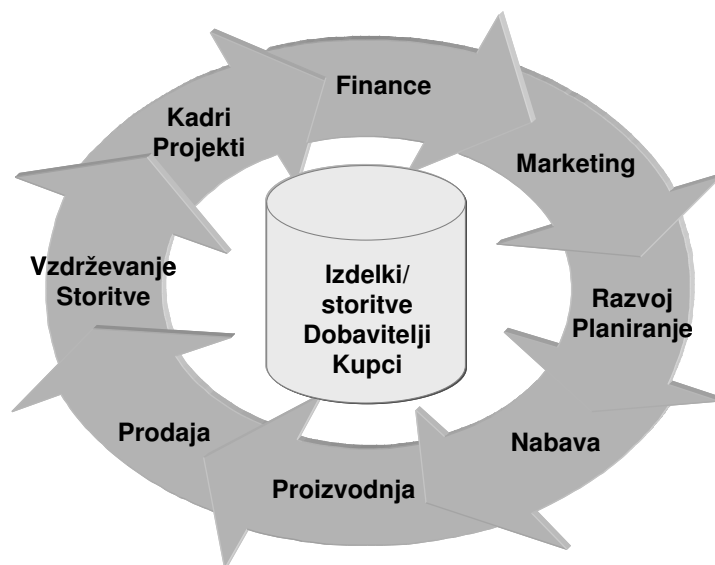 Finance
Kadri
Projekti
Marketing
Vzdrževanje
Storitve
Izdelki/
storitve
Dobavitelji
Kupci
Razvoj
Planiranje
Prodaja
Nabava
Proizvodnja